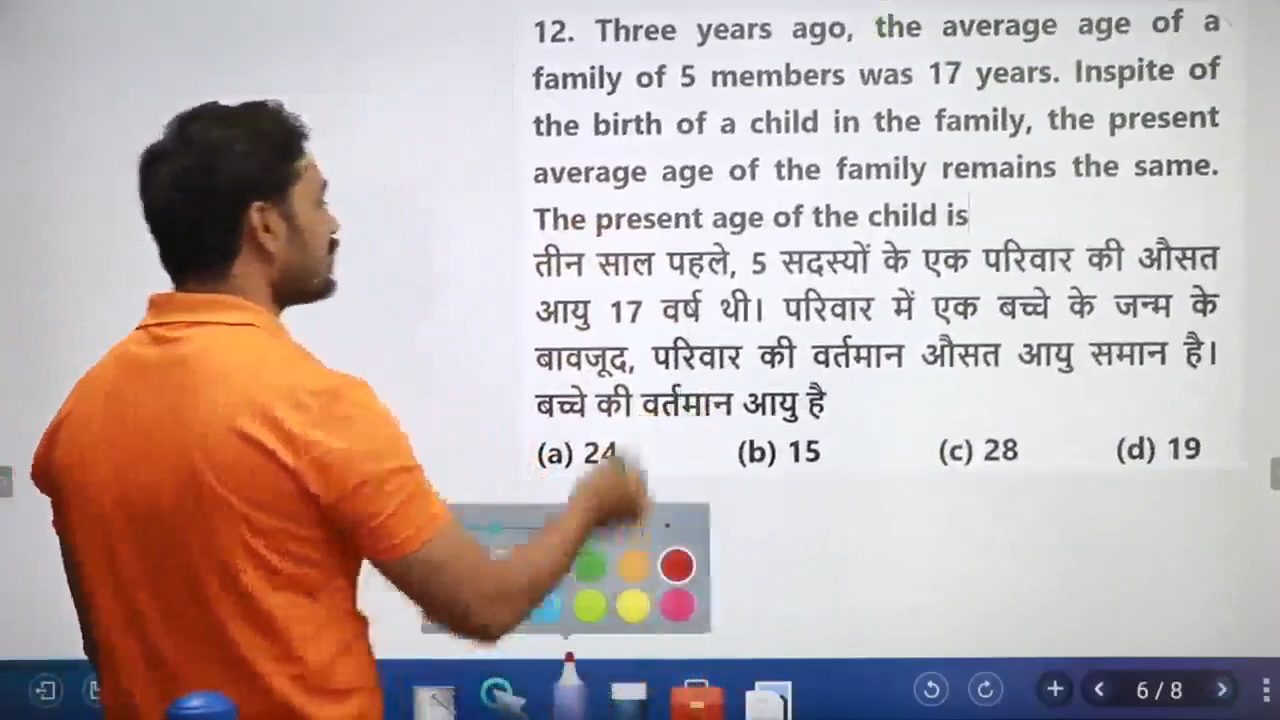 12. Three years ago, the average age of a
family of 5 members was 17 years. Inspite of
the birth of a child in the family, the present
average age of the family remains the same.
The present age of the child is
तीन साल पहले, 5 सदस्यों के एक परिवार की औसत
आयु 17 वर्ष थी। परिवार में एक बच्चे के जन्म के
बावजूद, परिवार की वर्तमान औसत आयु समान है।
बच्चे की वर्तमान आयु है
(a) 24 (b) 15 (c) 28 (d) 19
6 / 8